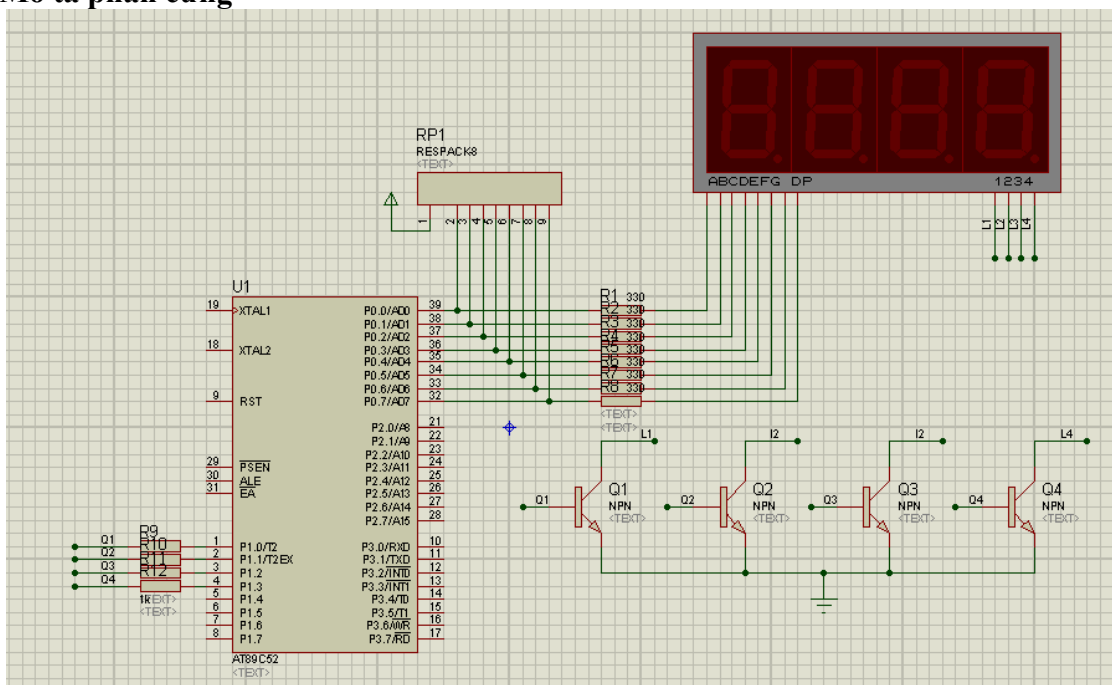 Mô tả phần cứng
RP1
RESPACK8
<TEXT>
1 2 3 4 5 6 7 8 9
ABCDEFG DP
1234
L1 L2 L3 L4
U1
19 XTAL1
18 XTAL2
9 RST
29 PSEN
30 ALE
31 EA
Q1 1 P1.0/T2
Q2 2 P1.1/T2EX
Q3 3 P1.2
Q4 4 P1.3
5 P1.4
6 P1.5
7 P1.6
8 P1.7
R9
R10
R11
R12
1k
<TEXT>
<TEXT>
P0.0/AD0 39
P0.1/AD1 38
P0.2/AD2 37
P0.3/AD3 36
P0.4/AD4 35
P0.5/AD5 34
P0.6/AD6 33
P0.7/AD7 32
P2.0/A8 21
P2.1/A9 22
P2.2/A10 23
P2.3/A11 24
P2.4/A12 25
P2.5/A13 26
P2.6/A14 27
P2.7/A15 28
P3.0/RXD 10
P3.1/TXD 11
P3.2/INT0 12
P3.3/INT1 13
P3.4/T0 14
P3.5/T1 15
P3.6/WR 16
P3.7/RD 17
AT89C52
<TEXT>
R1 330
R2 330
R3 330
R4 330
R5 330
R6 330
R7 330
R8 330
<TEXT>
<TEXT>
L1
I2
I2
L4
Q1 Q1
NPN
<TEXT>
Q2 Q2
NPN
<TEXT>
Q3 Q3
NPN
<TEXT>
Q4 Q4
NPN
<TEXT>